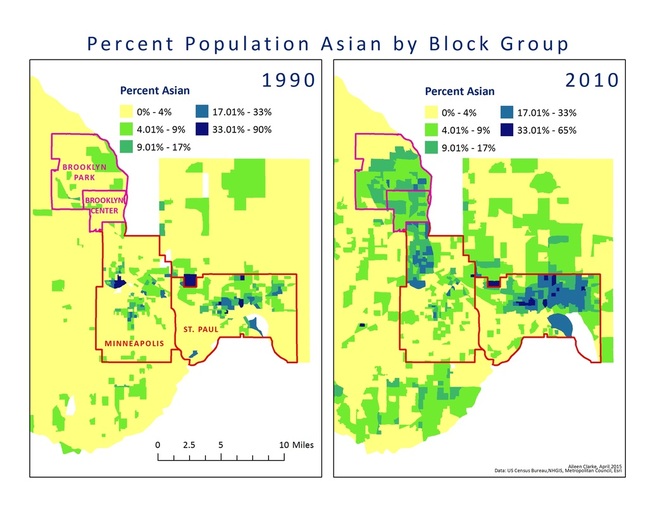 Percent Population Asian by Block Group
1990
Percent Asian
0% - 4%
4.01% - 9%
9.01% - 17%
17.01% - 33%
33.01% - 90%
BROOKLYN
PARK
BROOKLYN
CENTER
MINNEAPOLIS
ST. PAUL
0 2.5 5 10 Miles
2010
Percent Asian
0% - 4%
4.01% - 9%
9.01% - 17%
17.01% - 33%
33.01% - 65%
Aileen Clarke, April 2015
Data: US Census Bureau,NHGIS, Metropolitan Council, Esri